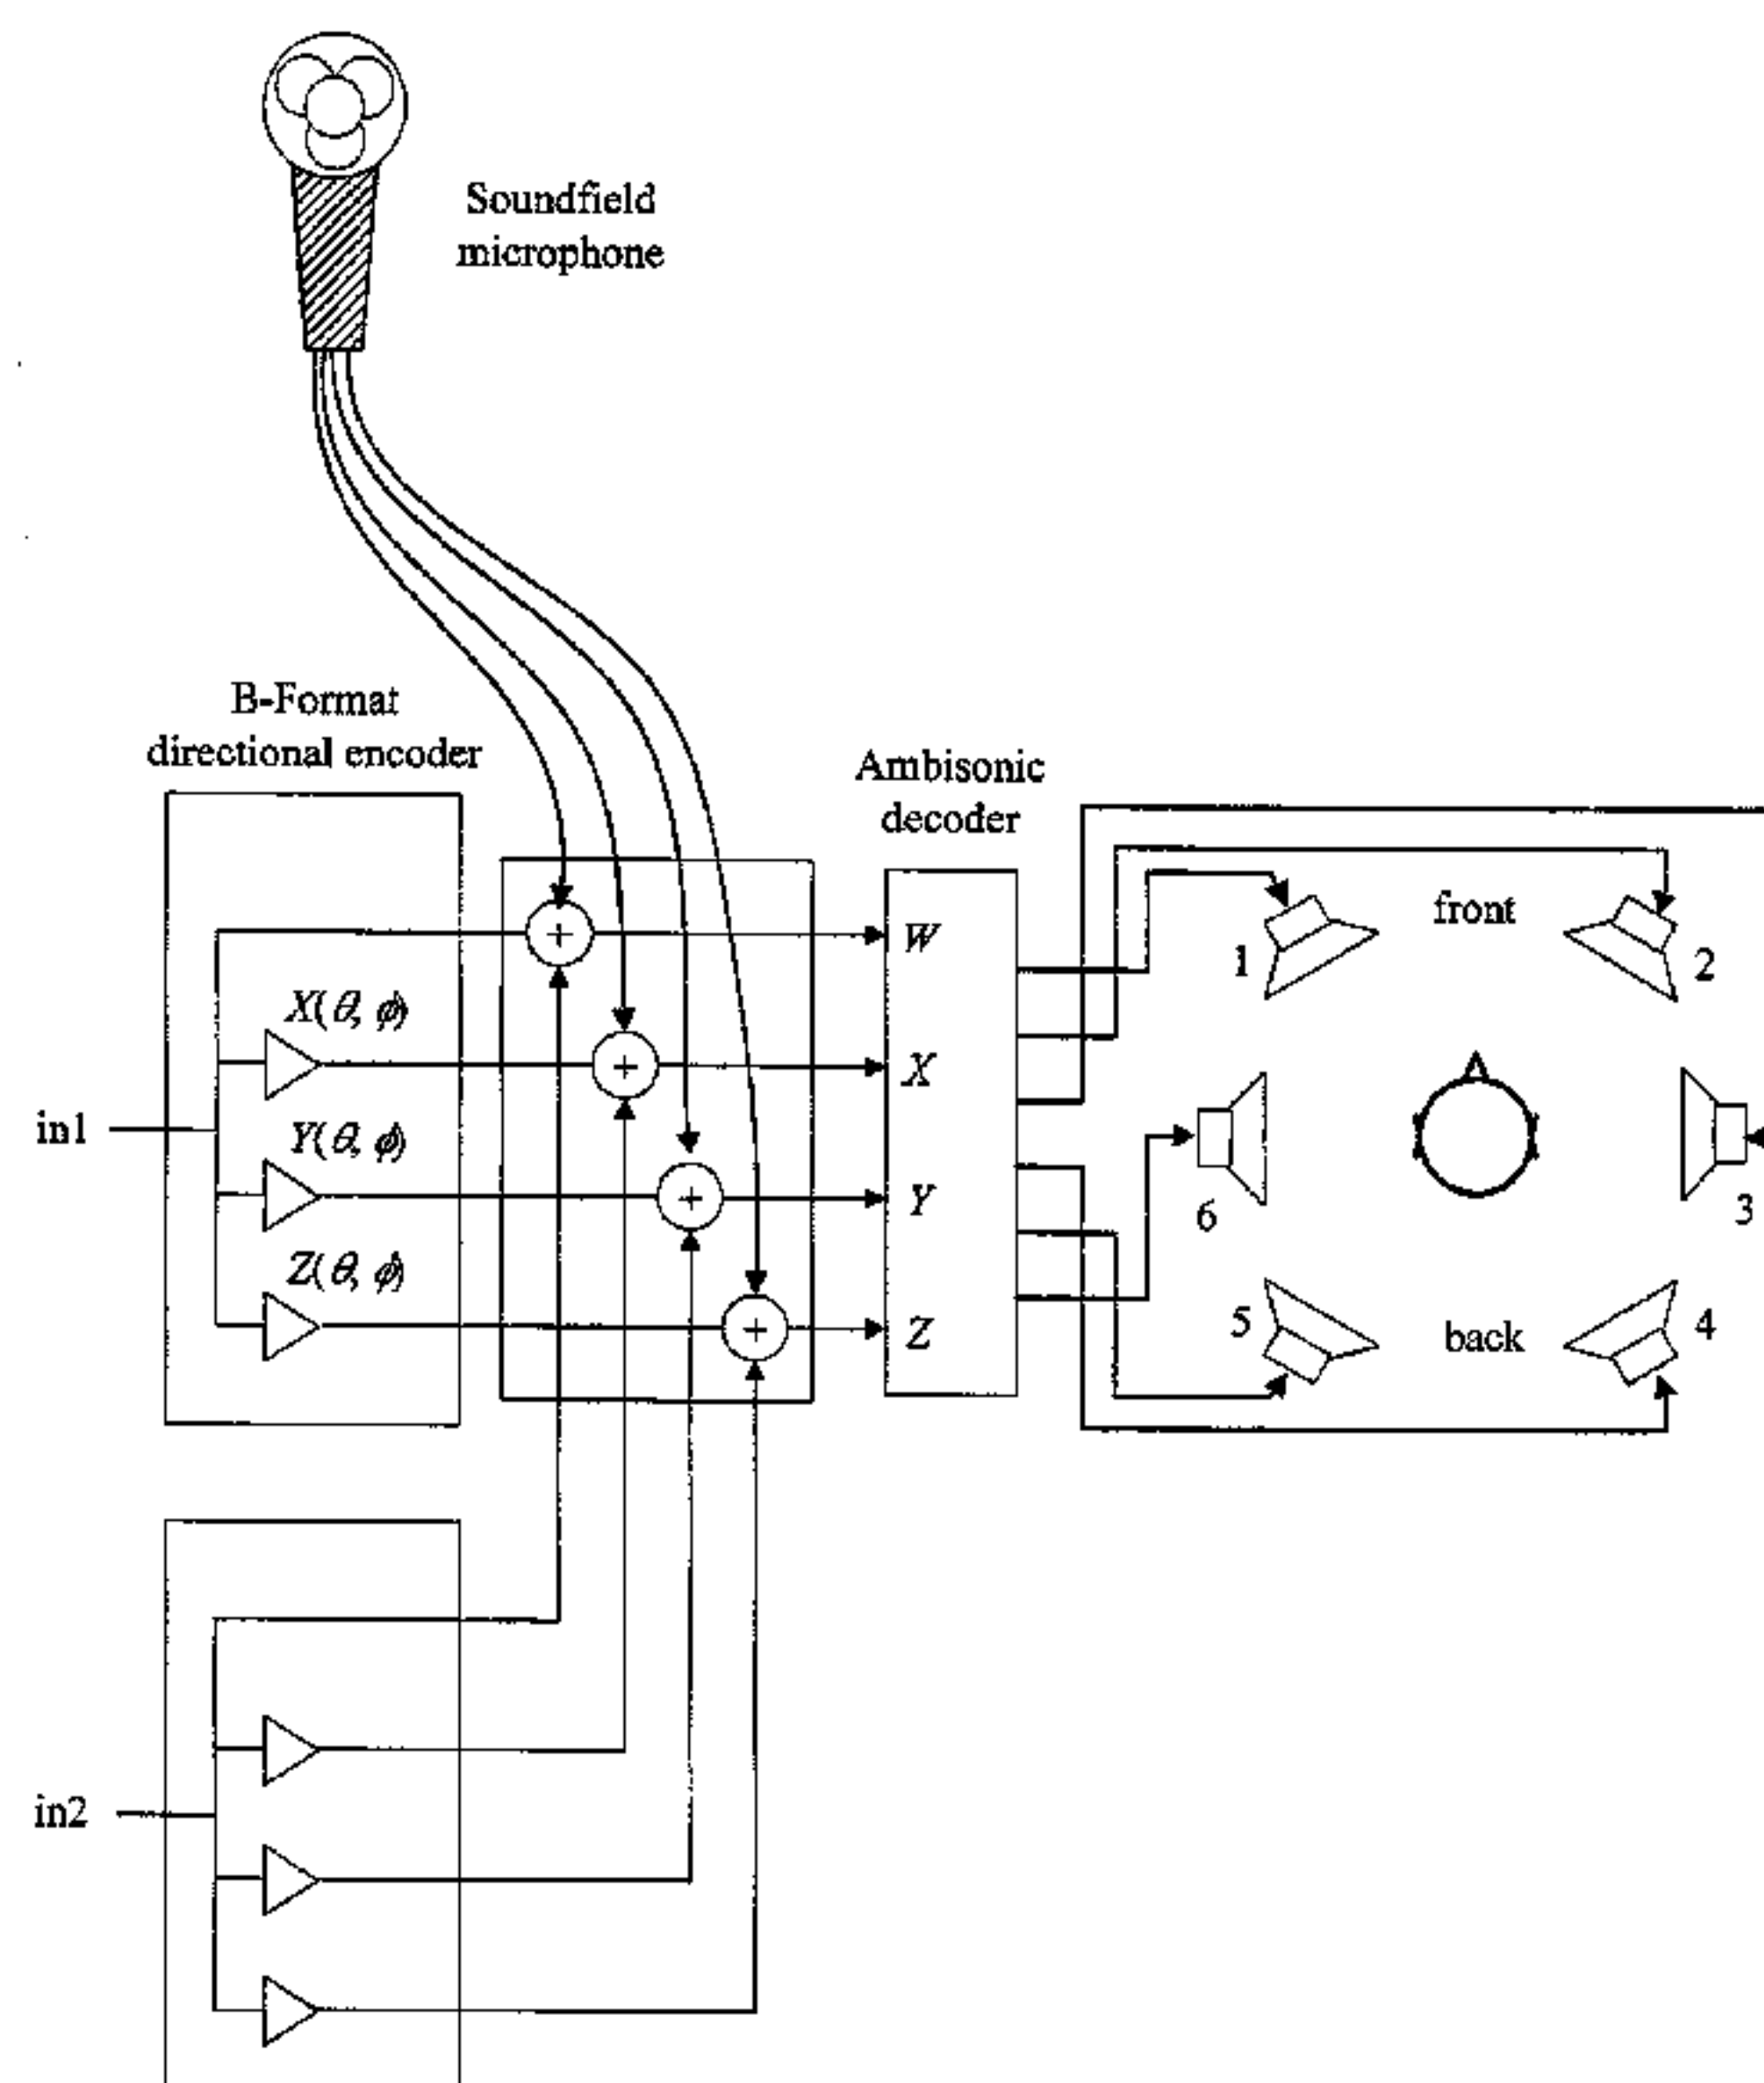 Soundfield
microphone
B-Format
directional encoder
Ambisonic
decoder
W
X(θ, φ)
X
Y(θ, φ)
Y
Z(θ, φ)
Z
in1
in2
front
back
1
2
3
4
5
6
+
+
+
+